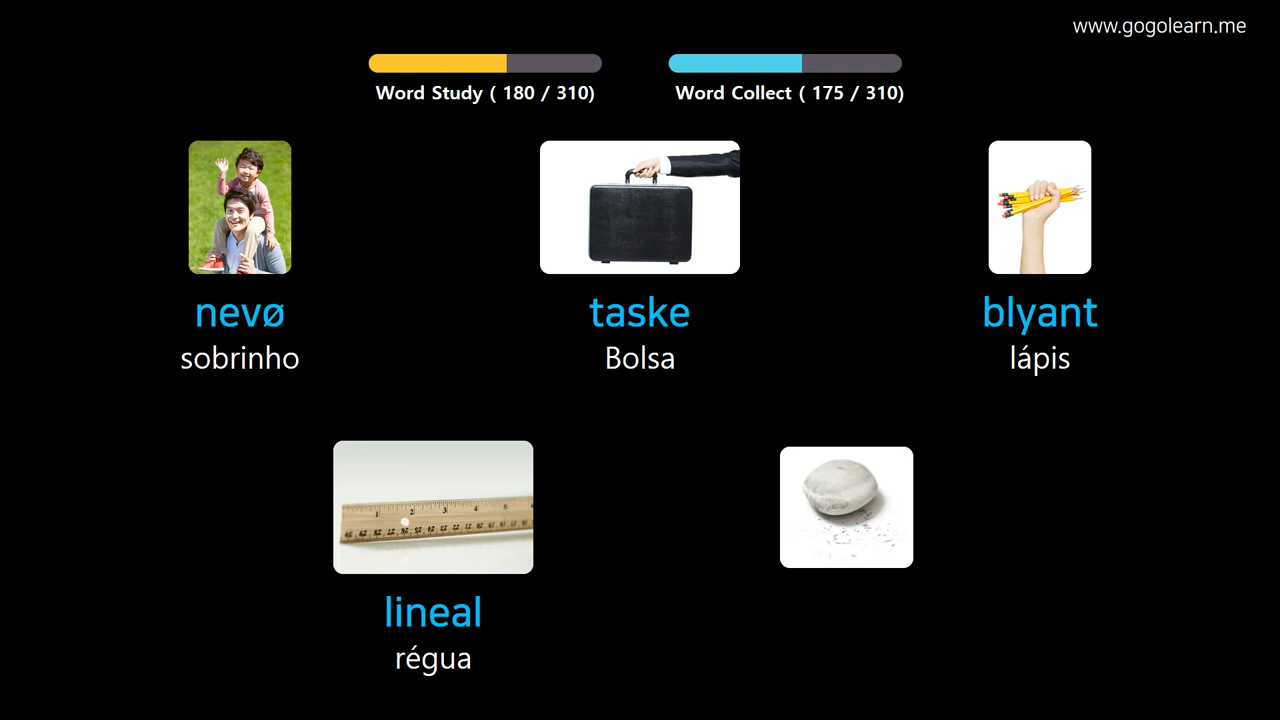 www.gogolearn.me
Word Study ( 180 / 310)
Word Collect ( 175 / 310)
nevø
sobrinho
taske
Bolsa
blyant
lápis
lineal
régua